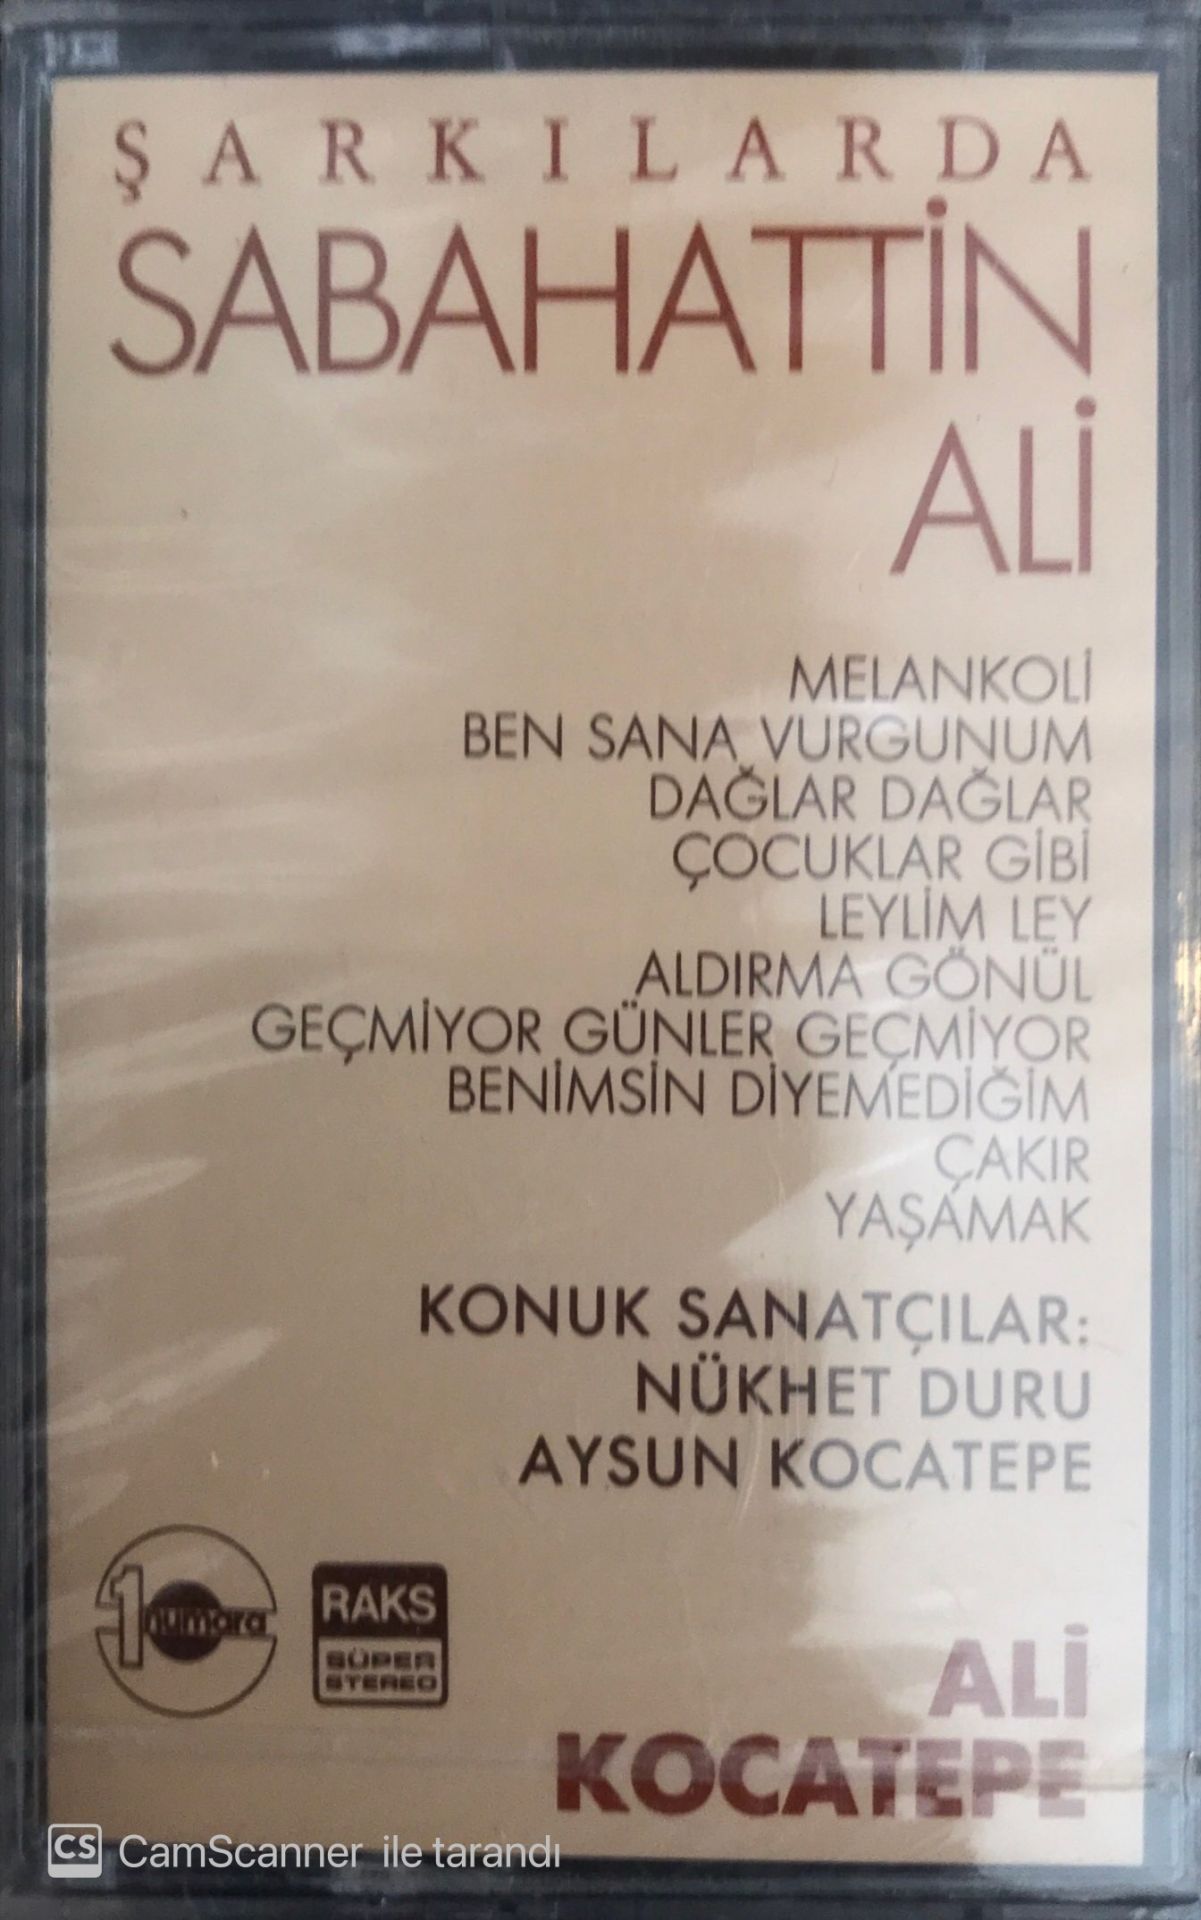 ŞARKILARDA
SABAHATTİN
ALİ
MELANKOLİ
BEN SANA VURGUNUM
DAĞLAR DAĞLAR
ÇOCUKLAR GİBİ
LEYLİM LEY
ALDIRMA GÖNÜL
GEÇMİYOR GÜNLER GEÇMİYOR
BENİMSİN DİYEMEDİĞİM
ÇAKIR
YAŞAMAK
KONUK SANATÇILAR:
NÜKHET DURU
AYSUN KOCATEPE
1 numara
RAKS
SÜPER
STEREO
ALİ
KOCATEPE
CS CamScanner ile tarandı